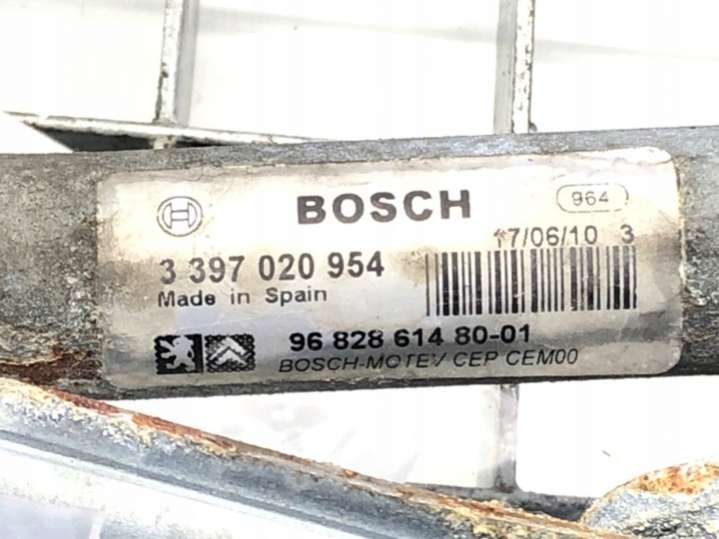 BOSCH 964
17/06/10 3
3 397 020 954
Made in Spain
96 828 614 80-01
BOSCH-MOTEV CEP CEM00